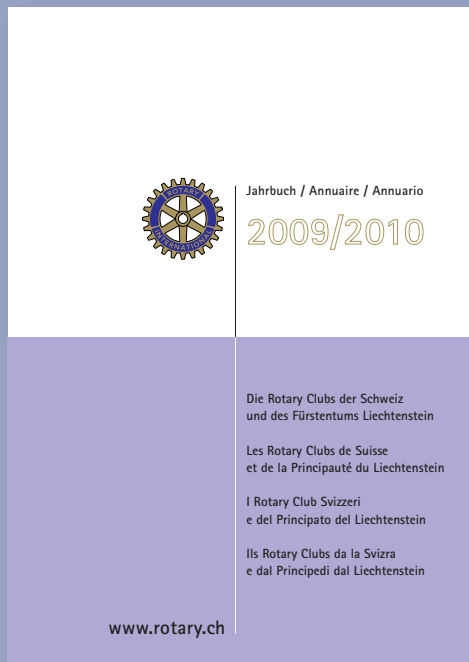 ROTARY
INTERNATIONAL
Jahrbuch / Annuaire / Annuario
2009/2010
Die Rotary Clubs der Schweiz
und des Fürstentums Liechtenstein
Les Rotary Clubs de Suisse
et de la Principauté du Liechtenstein
I Rotary Club Svizzeri
e del Principato del Liechtenstein
Ils Rotary Clubs da la Svizra
e dal Principedi dal Liechtenstein
www.rotary.ch